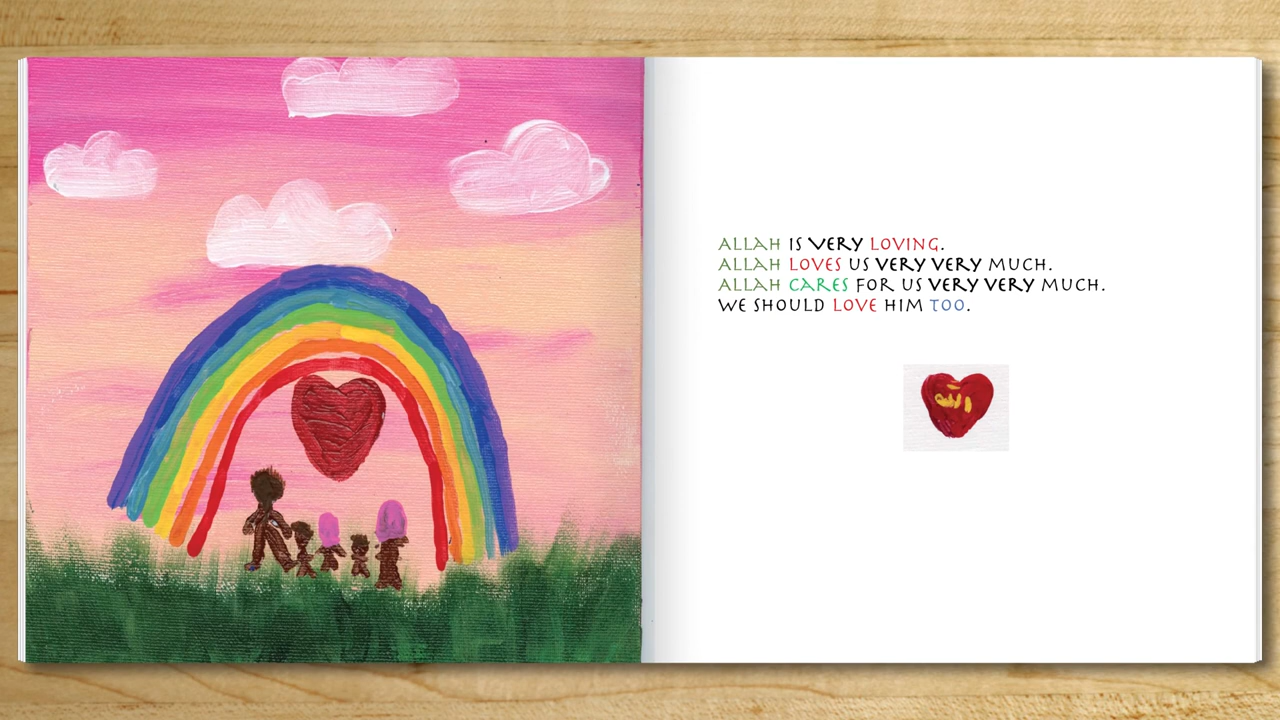 ALLAH IS VERY LOVING.
ALLAH LOVES US VERY VERY MUCH.
ALLAH CARES FOR US VERY VERY MUCH.
WE SHOULD LOVE HIM TOO.
الله